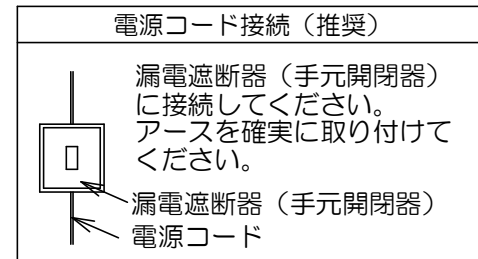 電源コード接続（推奨）
漏電遮断器（手元開閉器）
に接続してください。
アースを確実に取り付けて
ください。
漏電遮断器（手元開閉器）
電源コード